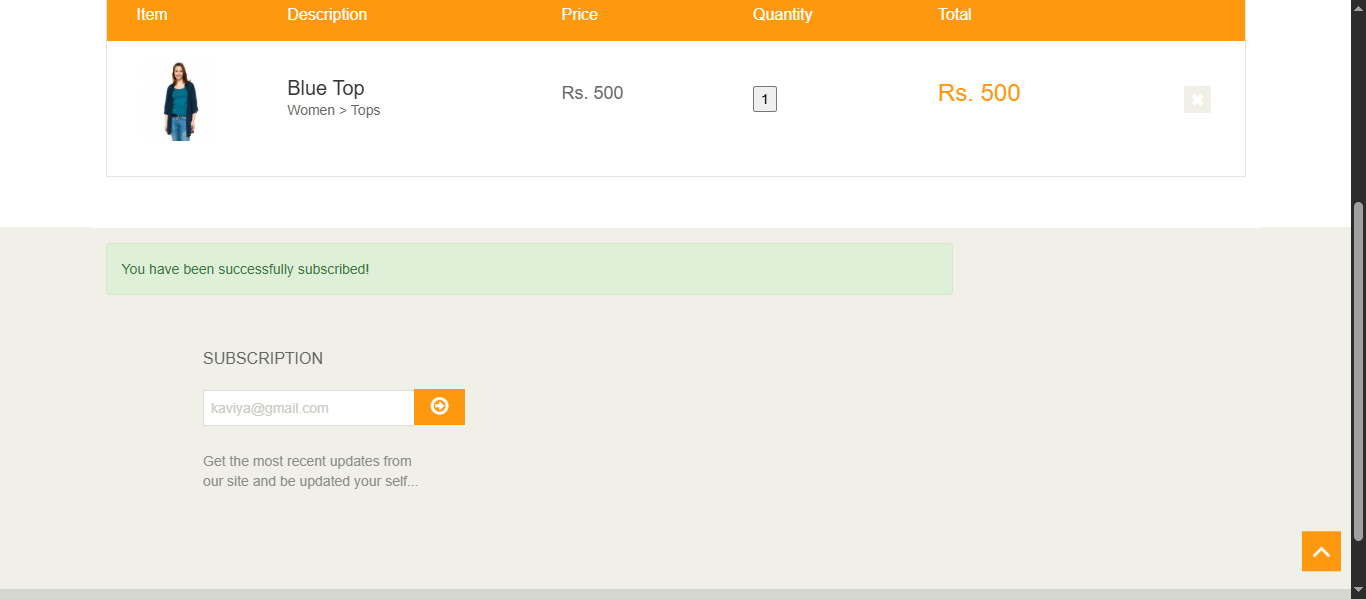 Item Description Price Quantity Total
Blue Top Rs. 500 1 Rs. 500
Women > Tops
You have been successfully subscribed!
SUBSCRIPTION
kaviya@gmail.com
Get the most recent updates from
our site and be updated your self...